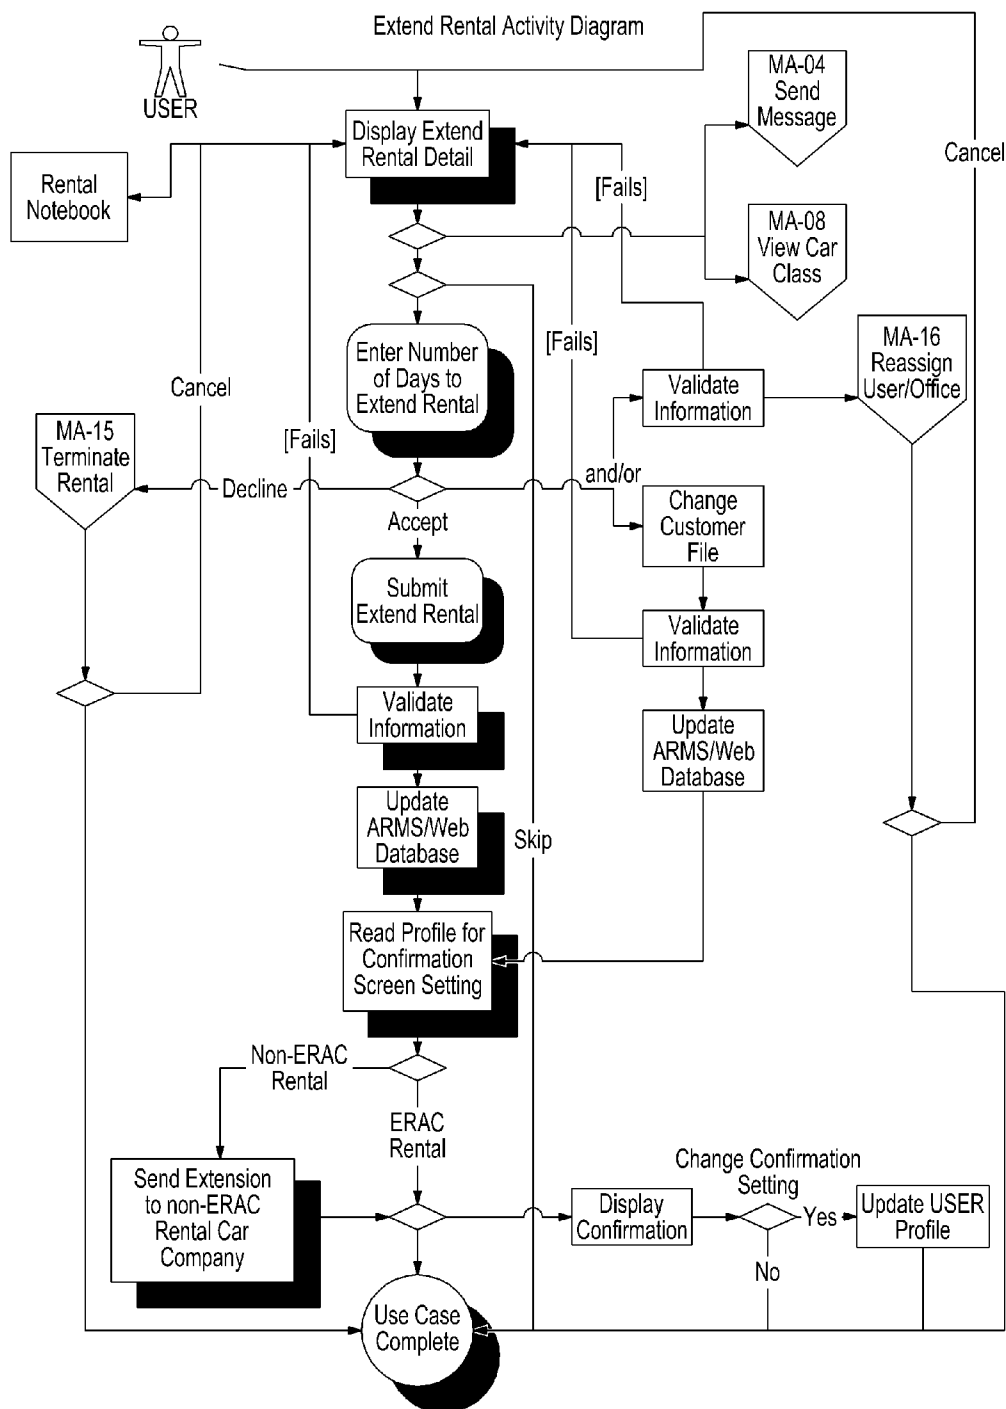 Extend Rental Activity Diagram
USER
MA-04
Send
Message
Display Extend
Rental Detail
Cancel
Rental
Notebook
[Fails]
MA-08
View Car
Class
MA-16
Reassign
User/Office
Enter Number
of Days to
Extend Rental
[Fails]
Validate
Information
Cancel
[Fails]
MA-15
Terminate
Rental
Decline
and/or
Accept
Change
Customer
File
Submit
Extend Rental
Validate
Information
Validate
Information
Update
ARMS/Web
Database
Update
ARMS/Web
Database
Skip
Read Profile for
Confirmation
Screen Setting
Non-ERAC
Rental
ERAC
Rental
Send Extension
to non-ERAC
Rental Car
Company
Display
Confirmation
Change Confirmation
Setting
Yes
Update USER
Profile
No
Use Case
Complete